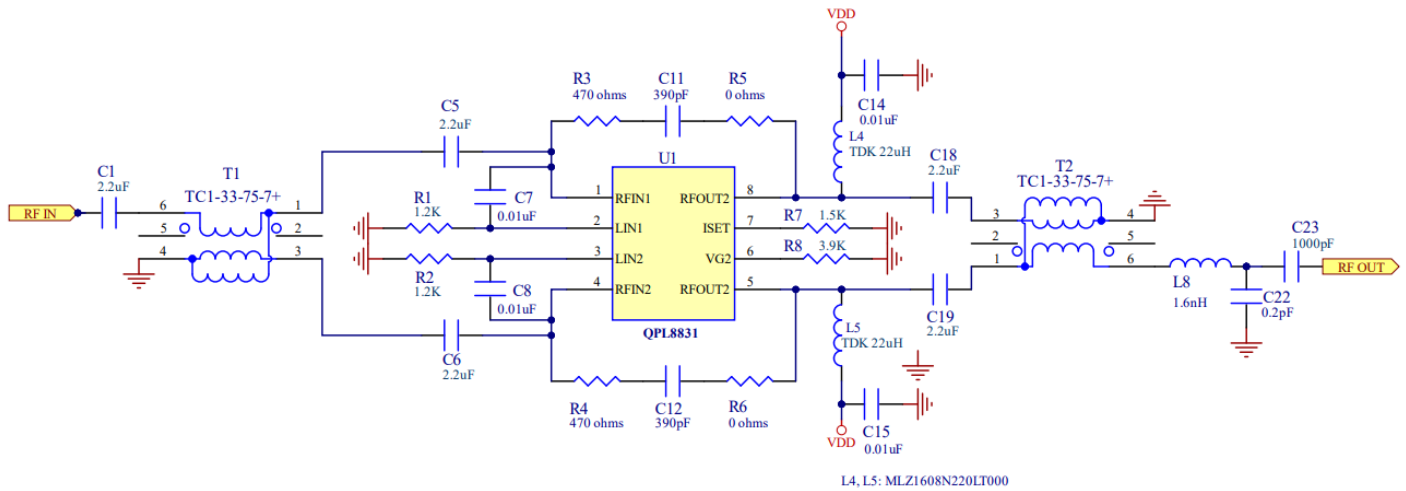 VDD
R3
470 ohms
C11
390pF
R5
0 ohms
C14
0.01uF
C5
2.2uF
L4
TDK 22uH
U1
C18
2.2uF
T2
TC1-33-75-7+
C1
2.2uF
T1
TC1-33-75-7+
RF IN
6
5
4
1
2
3
R1
1.2K
C7
0.01uF
R2
1.2K
C8
0.01uF
1
2
3
4
RFIN1
LIN1
LIN2
RFIN2
RFOUT2
ISET
VG2
RFOUT2
8
7
6
5
QPL8831
R7
1.5K
R8
3.9K
3
2
1
4
5
6
C23
1000pF
RF OUT
L8
1.6nH
C22
0.2pF
C19
2.2uF
L5
TDK 22uH
C6
2.2uF
R4
470 ohms
C12
390pF
R6
0 ohms
C15
0.01uF
VDD
L4, L5: MLZ1608N220LT000